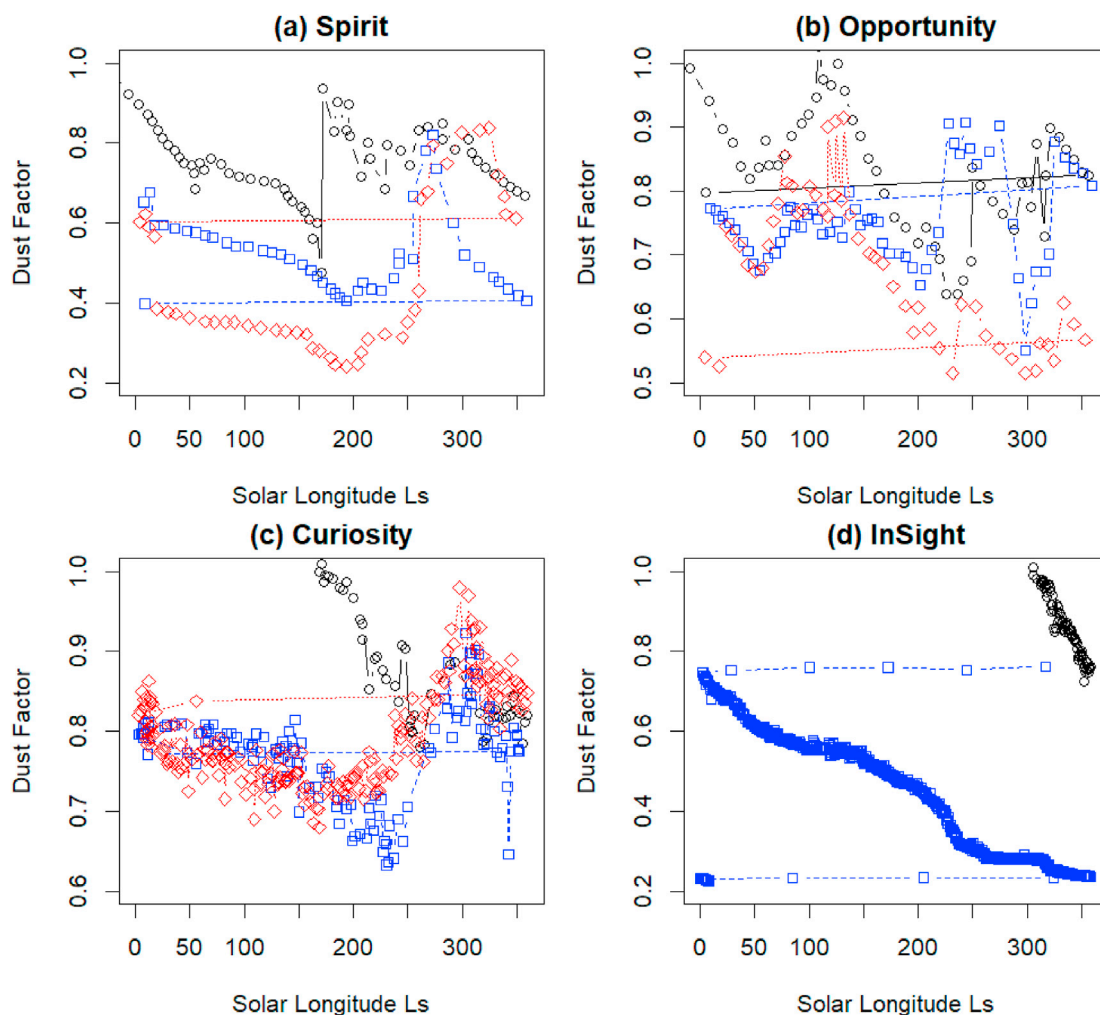 (a) Spirit
Dust Factor
1.0
0.8
0.6
0.4
0.2
0 50 100 200 300
Solar Longitude Ls
(b) Opportunity
Dust Factor
1.0
0.9
0.8
0.7
0.6
0.5
0 50 100 200 300
Solar Longitude Ls
(c) Curiosity
Dust Factor
1.0
0.9
0.8
0.7
0.6
0 50 100 200 300
Solar Longitude Ls
(d) InSight
Dust Factor
1.0
0.8
0.6
0.4
0.2
0 50 100 200 300
Solar Longitude Ls